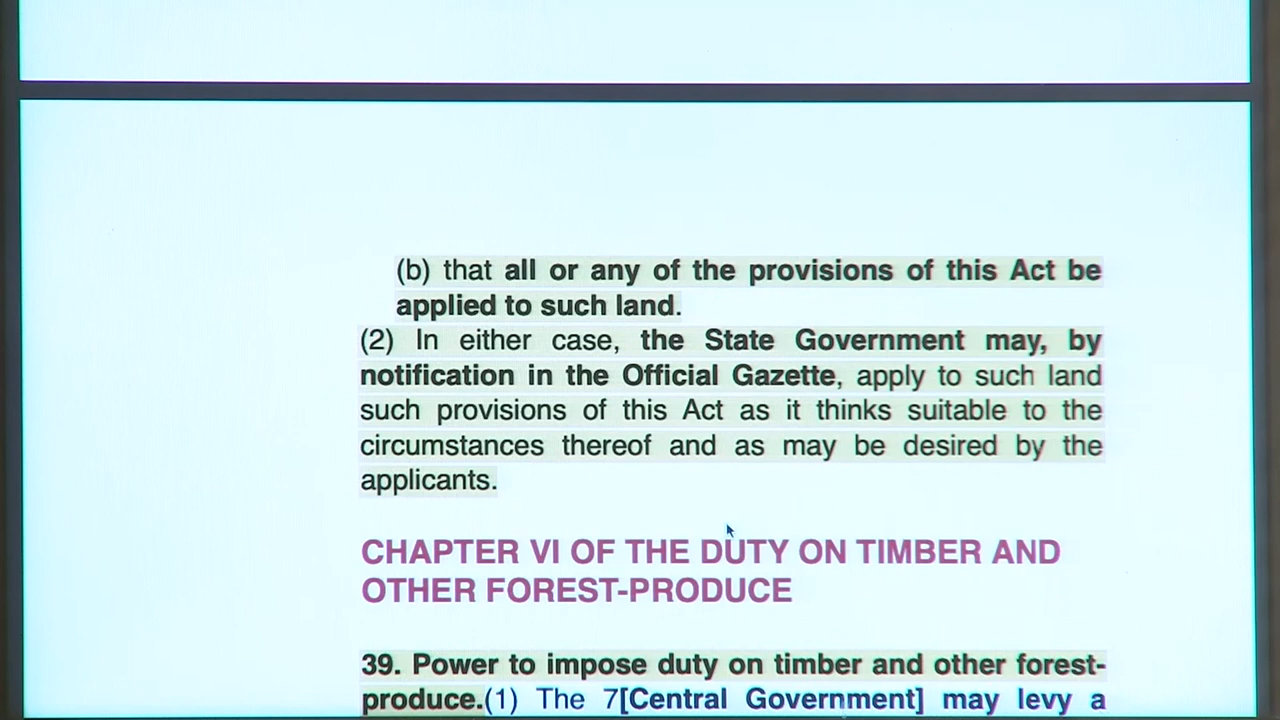 (b) that all or any of the provisions of this Act be
applied to such land.
(2) In either case, the State Government may, by
notification in the Official Gazette, apply to such land
such provisions of this Act as it thinks suitable to the
circumstances thereof and as may be desired by the
applicants.
CHAPTER VI OF THE DUTY ON TIMBER AND
OTHER FOREST-PRODUCE
39. Power to impose duty on timber and other forest-
produce.(1) The 7[Central Government] may levy a